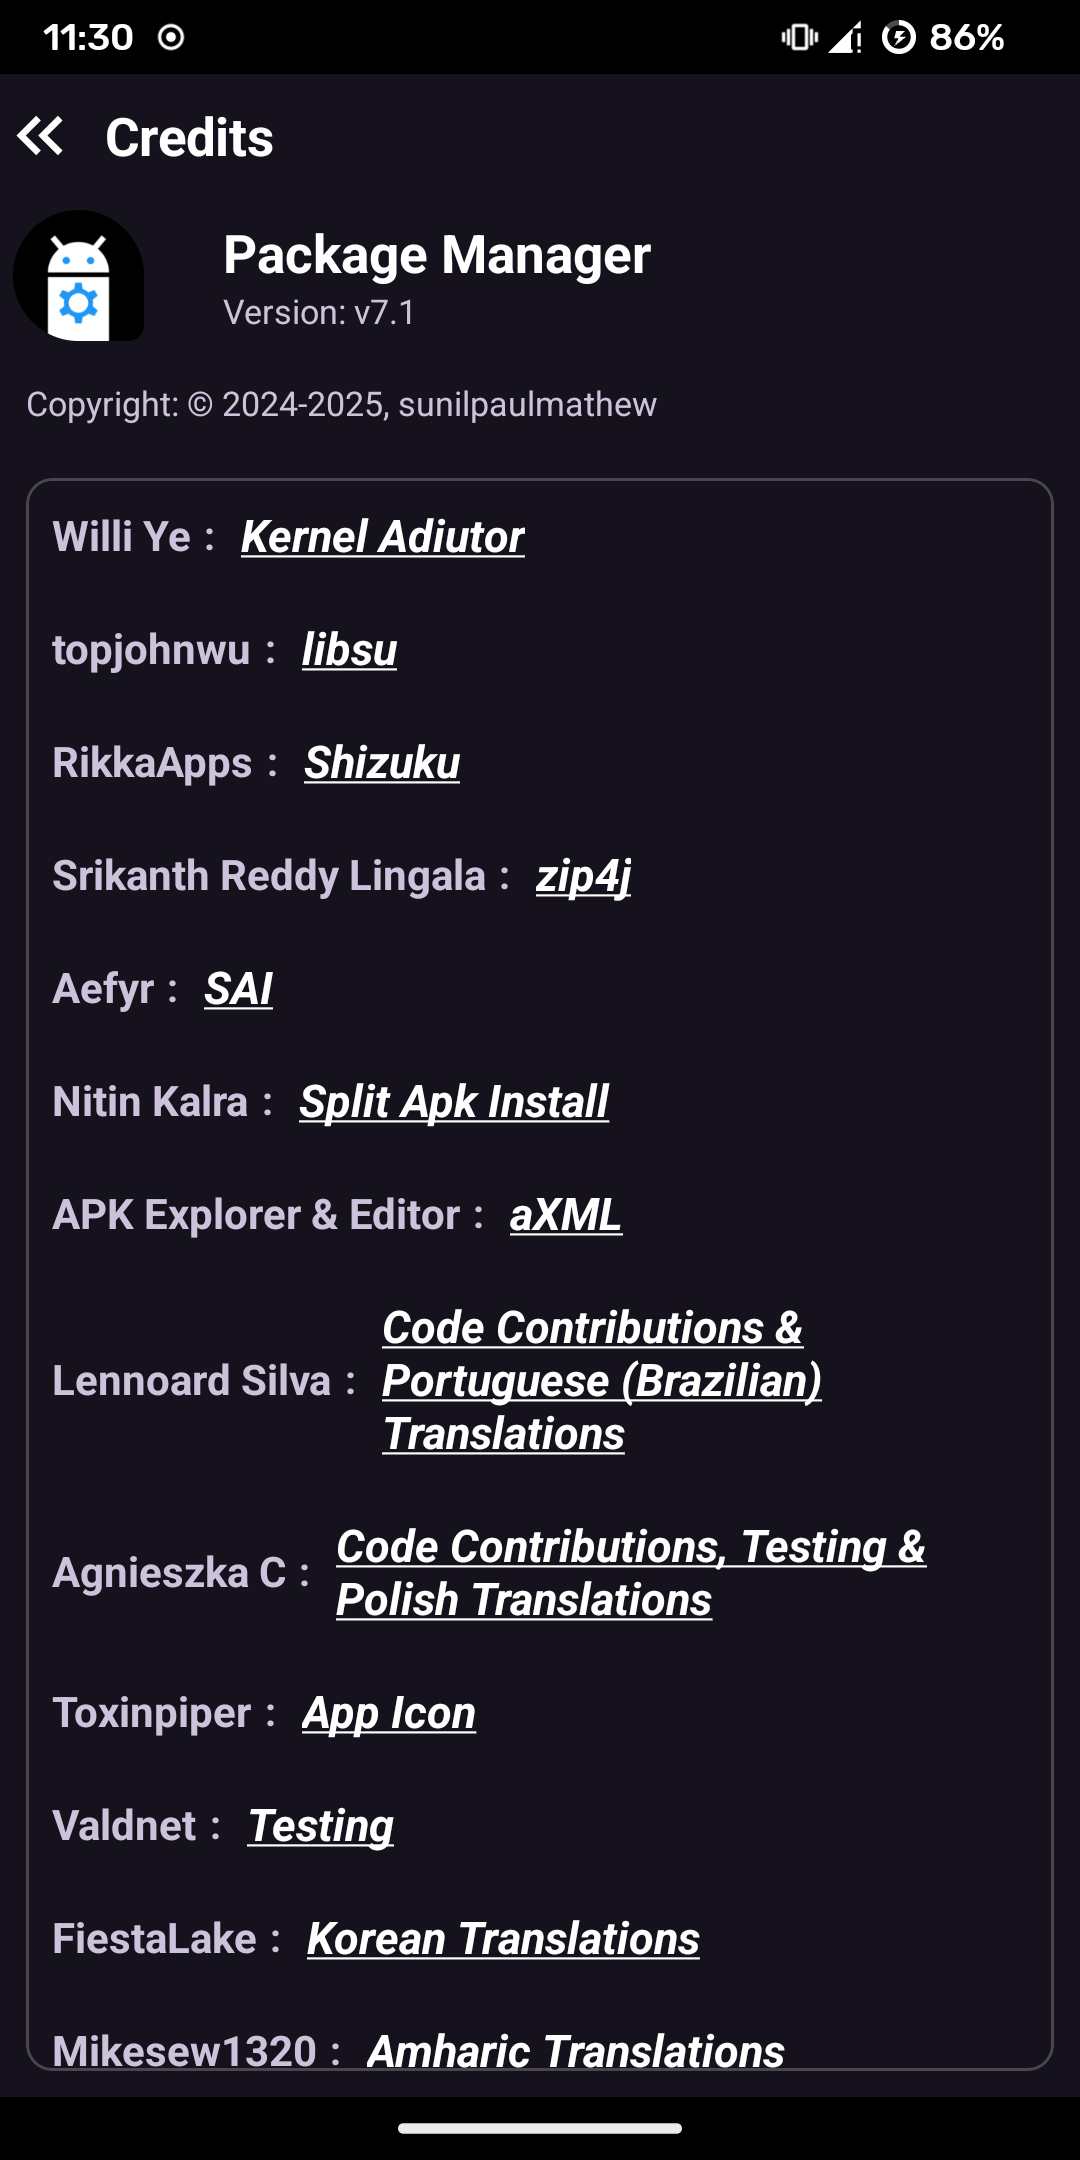 11:30
86%
Credits
Package Manager
Version: v7.1
Copyright: © 2024-2025, sunilpaulmathew
Willi Ye : Kernel Adiutor
topjohnwu : libsu
RikkaApps : Shizuku
Srikanth Reddy Lingala : zip4j
Aefyr : SAI
Nitin Kalra : Split Apk Install
APK Explorer & Editor : aXML
Lennoard Silva : Code Contributions &
Portuguese (Brazilian)
Translations
Agnieszka C : Code Contributions, Testing &
Polish Translations
Toxinpiper : App Icon
Valdnet : Testing
FiestaLake : Korean Translations
Mikesew1320 : Amharic Translations